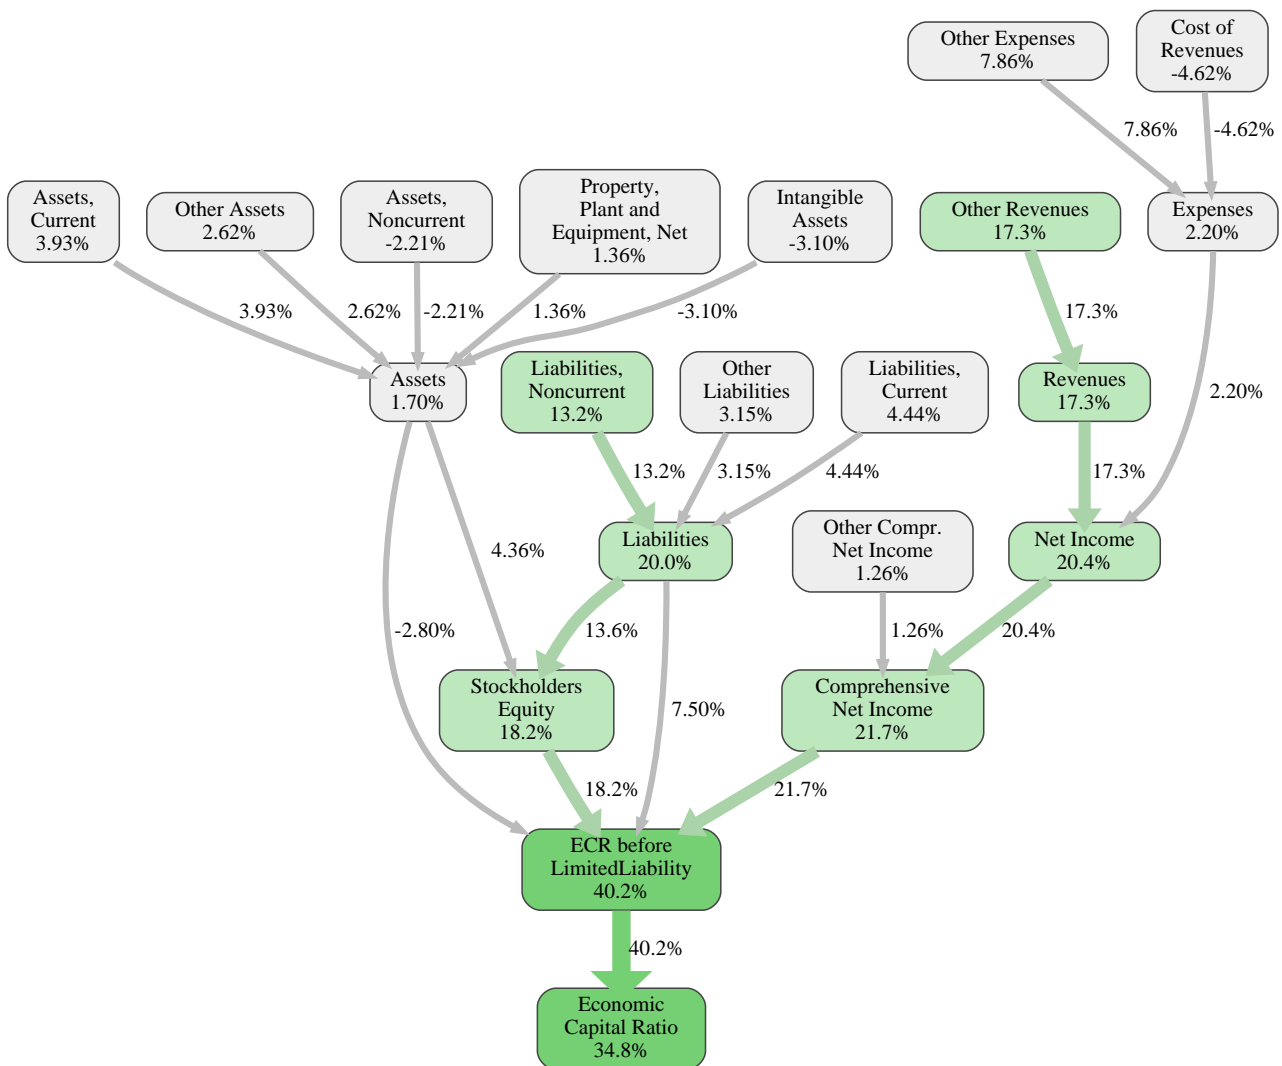 Other Expenses
7.86%
Cost of
Revenues
-4.62%
7.86%
-4.62%
Assets,
Current
3.93%
Other Assets
2.62%
Assets,
Noncurrent
-2.21%
Property,
Plant and
Equipment, Net
1.36%
Intangible
Assets
-3.10%
Other Revenues
17.3%
Expenses
2.20%
3.93%
2.62%
-2.21%
1.36%
-3.10%
17.3%
Assets
1.70%
Liabilities,
Noncurrent
13.2%
Other
Liabilities
3.15%
Liabilities,
Current
4.44%
Revenues
17.3%
2.20%
13.2%
3.15%
4.44%
17.3%
Liabilities
20.0%
Other Compr.
Net Income
1.26%
Net Income
20.4%
4.36%
-2.80%
13.6%
1.26%
20.4%
Stockholders
Equity
18.2%
7.50%
Comprehensive
Net Income
21.7%
18.2%
21.7%
ECR before
LimitedLiability
40.2%
40.2%
Economic
Capital Ratio
34.8%